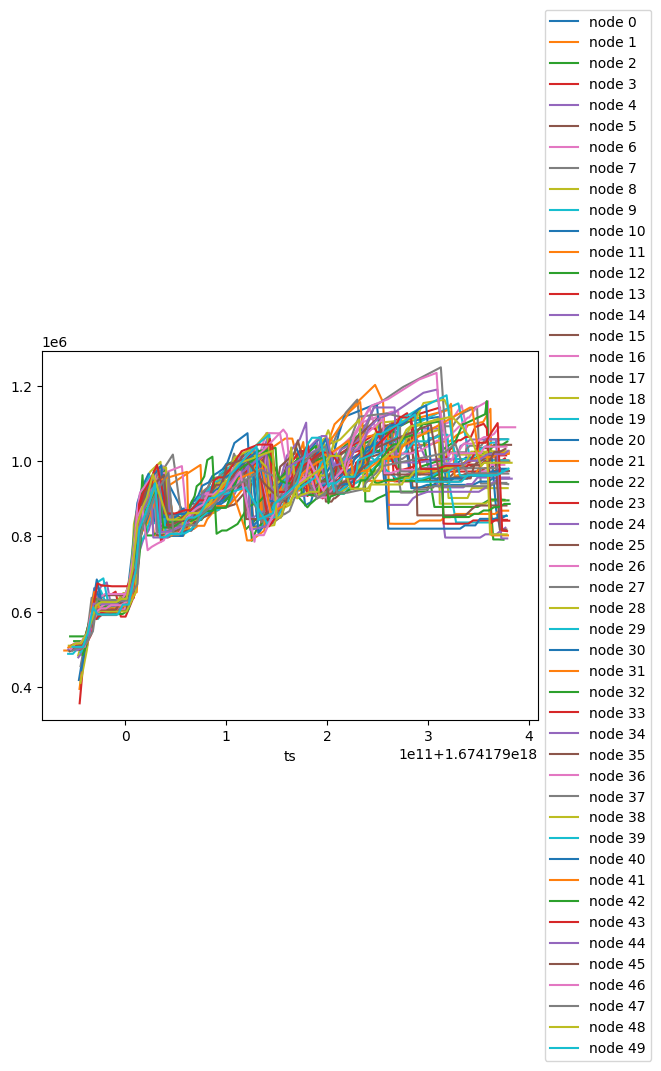 1e6
1.2
1.0
0.8
0.6
0.4
0
1
2
3
4
ts
1e11+1.674179e18
node 0
node 1
node 2
node 3
node 4
node 5
node 6
node 7
node 8
node 9
node 10
node 11
node 12
node 13
node 14
node 15
node 16
node 17
node 18
node 19
node 20
node 21
node 22
node 23
node 24
node 25
node 26
node 27
node 28
node 29
node 30
node 31
node 32
node 33
node 34
node 35
node 36
node 37
node 38
node 39
node 40
node 41
node 42
node 43
node 44
node 45
node 46
node 47
node 48
node 49